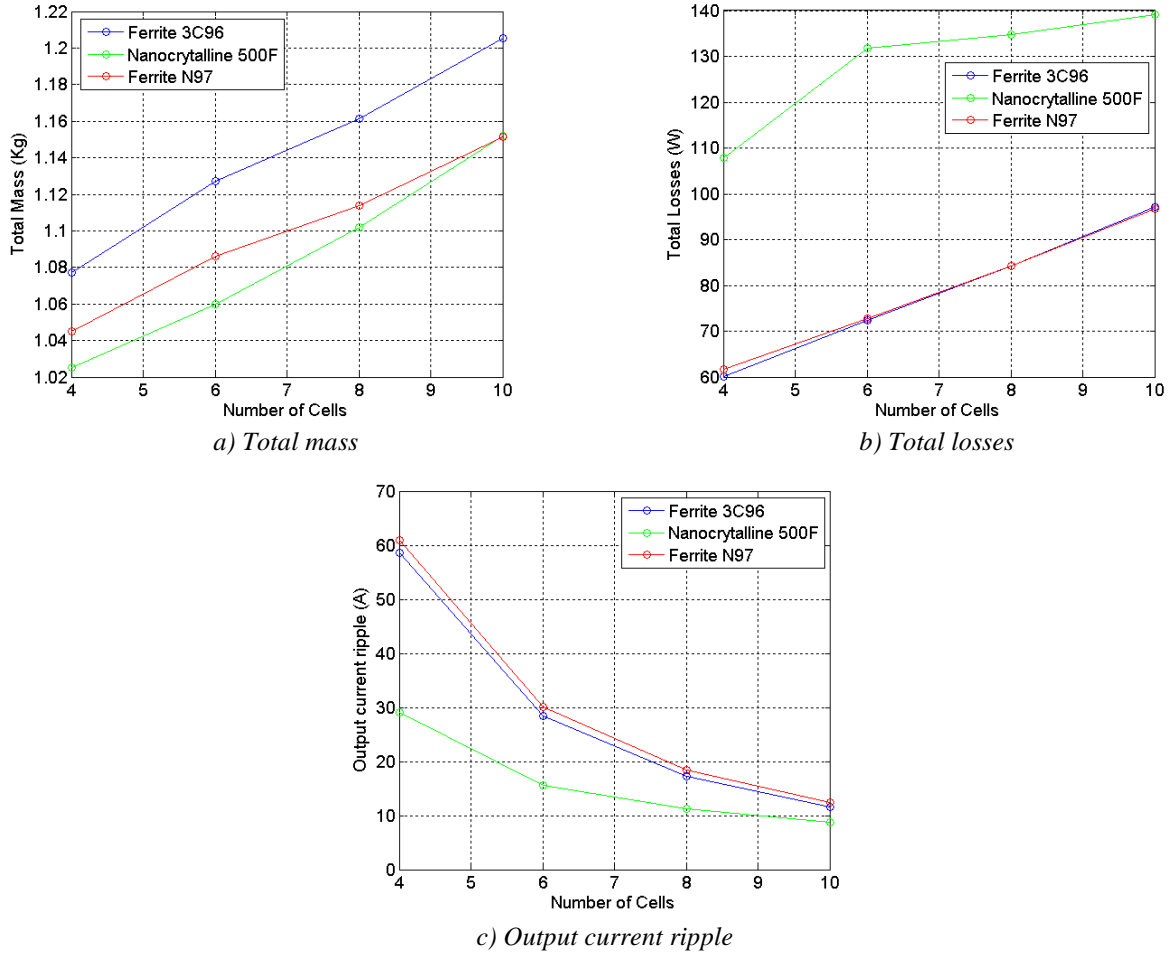 1.22
1.2
1.18
1.16
1.14
1.12
1.1
1.08
1.06
1.04
1.02
Total Mass (Kg)
Ferrite 3C96
Nanocrytalline 500F
Ferrite N97
4 5 6 7 8 9 10
Number of Cells
a) Total mass
140
130
120
110
100
90
80
70
60
Total Losses (W)
Ferrite 3C96
Nanocrytalline 500F
Ferrite N97
4 5 6 7 8 9 10
Number of Cells
b) Total losses
70
60
50
40
30
20
10
0
Output current ripple (A)
Ferrite 3C96
Nanocrytalline 500F
Ferrite N97
4 5 6 7 8 9 10
Number of Cells
c) Output current ripple